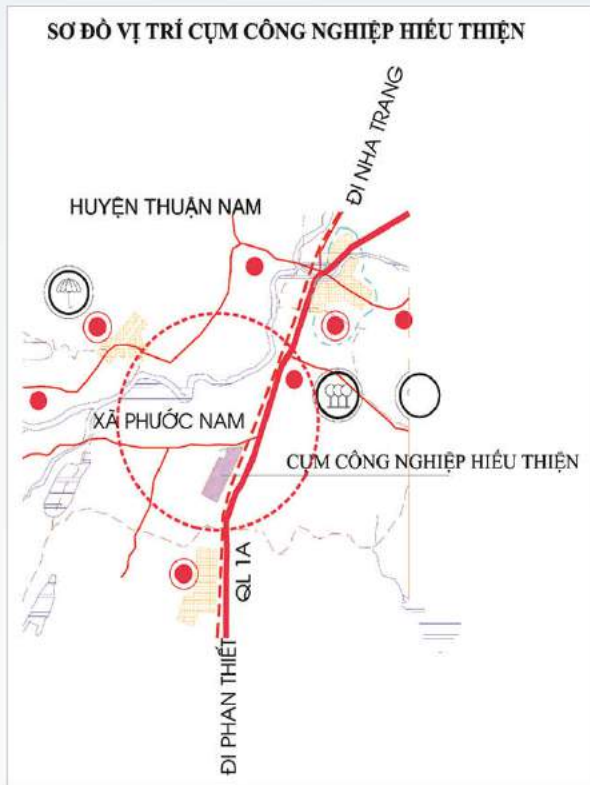 SƠ ĐỒ VỊ TRÍ CỤM CÔNG NGHIỆP HIẾU THIỆN
ĐI NHA TRANG
HUYỆN THUẬN NAM
XÃ PHƯỚC NAM
CỤM CÔNG NGHIỆP HIẾU THIỆN
QL 1A
ĐI PHAN THIẾT